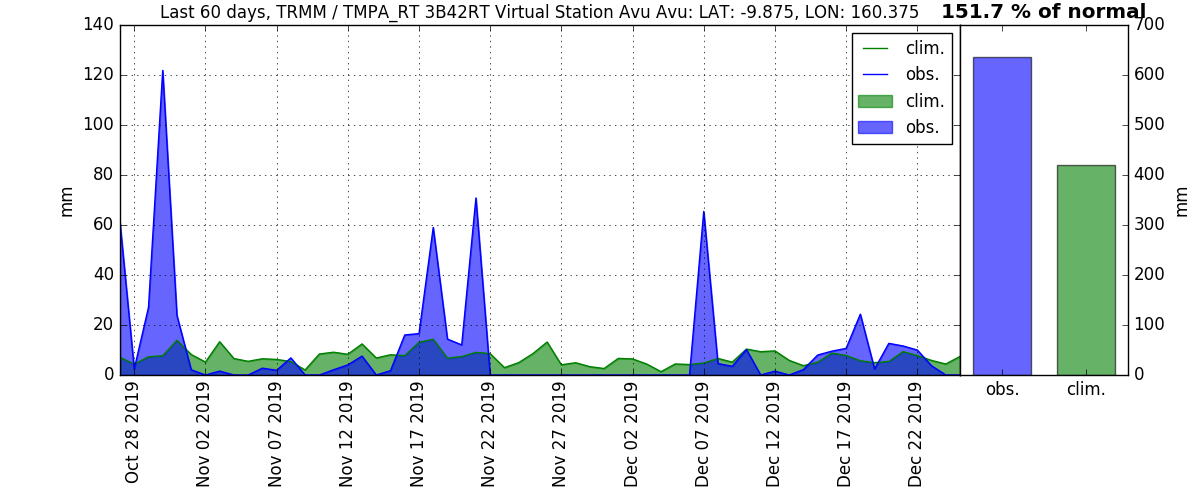 Last 60 days, TRMM / TMPA_RT 3B42RT Virtual Station Avu Avu: LAT: -9.875, LON: 160.375
151.7 % of normal
140
120
100
80
60
40
20
0
mm
clim.
obs.
clim.
obs.
Oct 28 2019
Nov 02 2019
Nov 07 2019
Nov 12 2019
Nov 17 2019
Nov 22 2019
Nov 27 2019
Dec 02 2019
Dec 07 2019
Dec 12 2019
Dec 17 2019
Dec 22 2019
700
600
500
400
300
200
100
0
mm
obs.
clim.